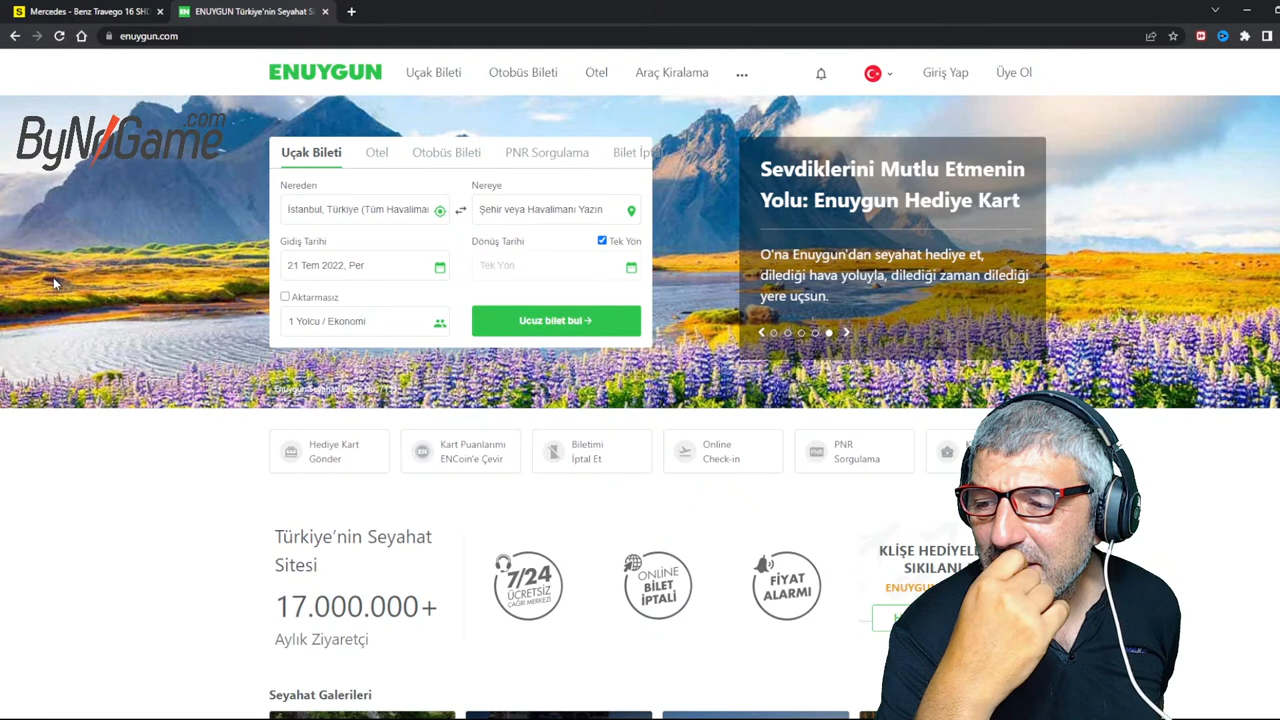 Mercedes - Benz Travego 16 SHD
ENUYGUN Türkiye'nin Seyahat S
enuygun.com
ENUYGUN
Uçak Bileti
Otobüs Bileti
Otel
Araç Kiralama
Giriş Yap
Üye Ol
ByNoGame.com
Uçak Bileti
Otel
Otobüs Bileti
PNR Sorgulama
Bilet İpt
Nereden
Nereye
İstanbul, Türkiye (Tüm Havalimar
Şehir veya Havalimanı Yazın
Gidiş Tarihi
Dönüş Tarihi
Tek Yön
21 Tem 2022, Per
Tek Yön
Aktarmasız
1 Yolcu / Ekonomi
Ucuz bilet bul
Sevdiklerini Mutlu Etmenin
Yolu: Enuygun Hediye Kart
O'na Enuygun'dan seyahat hediye et,
dilediği hava yoluyla, dilediği zaman dilediği
yere uçsun.
Hediye Kart
Gönder
Kart Puanlarımı
ENCoin'e Çevir
Biletimi
İptal Et
Online
Check-in
PNR
Sorgulama
Türkiye'nin Seyahat
Sitesi
17.000.000+
Aylık Ziyaretçi
7/24
ÜCRETSİZ
ÇAĞRI MERKEZİ
ONLINE
BİLET
İPTALİ
FİYAT
ALARMI
KLİŞE HEDİYELE
SIKILANL
ENUYGUN
Seyahat Galerileri